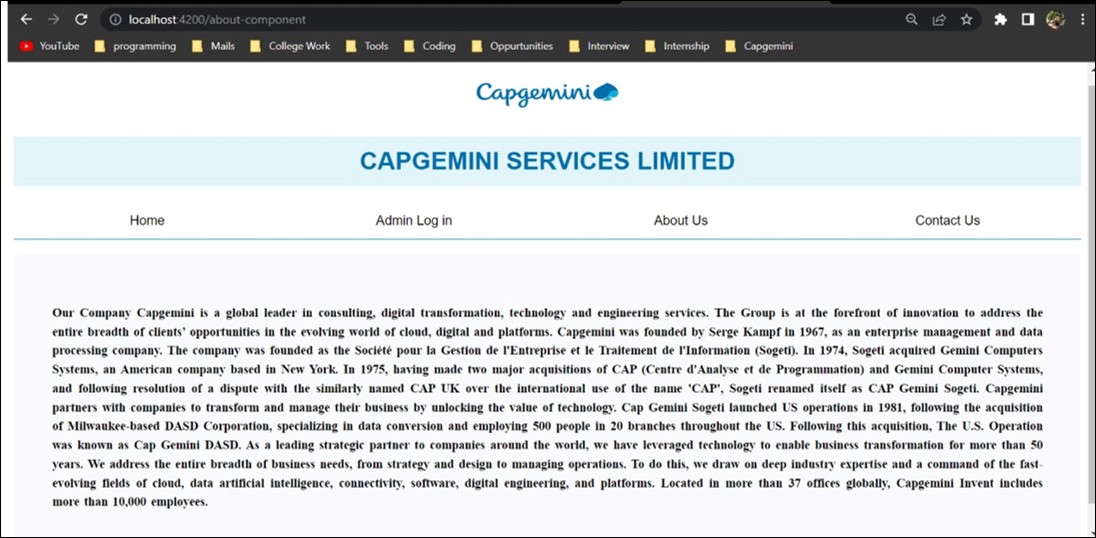 localhost:4200/about-component
YouTube programming Mails College Work Tools Coding Oppurtunities Interview Internship Capgemini
Capgemini
CAPGEMINI SERVICES LIMITED
Home Admin Log in About Us Contact Us
Our Company Capgemini is a global leader in consulting, digital transformation, technology and engineering services. The Group is at the forefront of innovation to address the
entire breadth of clients’ opportunities in the evolving world of cloud, digital and platforms. Capgemini was founded by Serge Kampf in 1967, as an enterprise management and data
processing company. The company was founded as the Société pour la Gestion de l'Entreprise et le Traitement de l'Information (Sogeti). In 1974, Sogeti acquired Gemini Computers
Systems, an American company based in New York. In 1975, having made two major acquisitions of CAP (Centre d'Analyse et de Programmation) and Gemini Computer Systems,
and following resolution of a dispute with the similarly named CAP UK over the international use of the name 'CAP', Sogeti renamed itself as CAP Gemini Sogeti. Capgemini
partners with companies to transform and manage their business by unlocking the value of technology. Cap Gemini Sogeti launched US operations in 1981, following the acquisition
of Milwaukee-based DASD Corporation, specializing in data conversion and employing 500 people in 20 branches throughout the US. Following this acquisition, The U.S. Operation
was known as Cap Gemini DASD. As a leading strategic partner to companies around the world, we have leveraged technology to enable business transformation for more than 50
years. We address the entire breadth of business needs, from strategy and design to managing operations. To do this, we draw on deep industry expertise and a command of the fast-
evolving fields of cloud, data artificial intelligence, connectivity, software, digital engineering, and platforms. Located in more than 37 offices globally, Capgemini Invent includes
more than 10,000 employees.